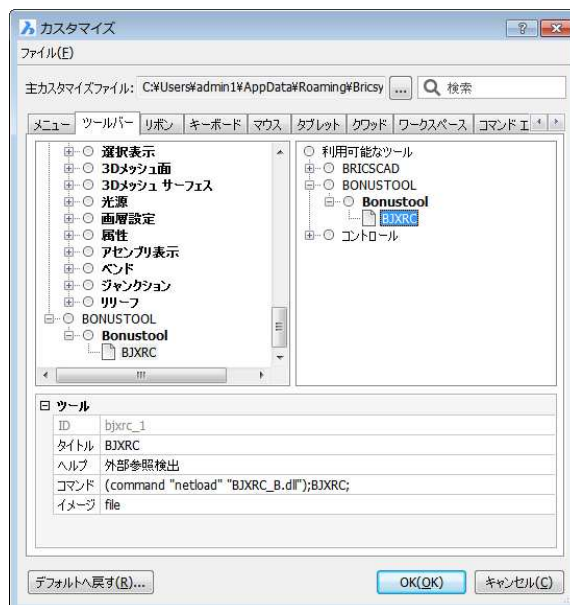 カスタマイズ
ファイル(F)
主カスタマイズファイル: C:¥Users¥admin1¥AppData¥Roaming¥Bricsy ... 検索
メニュー ツールバー リボン キーボード マウス タブレット クワッド ワークスペース コマンド エ
選択表示
3Dメッシュ面
3Dメッシュ サーフェス
光源
画層設定
属性
アセンブリ表示
ベンド
ジャンクション
リリーフ
BONUSTOOL
Bonustool
BJXRC
利用可能なツール
BRICSCAD
BONUSTOOL
Bonustool
BJXRC
コントロール
ツール
ID bjxrc_1
タイトル BJXRC
ヘルプ 外部参照検出
コマンド (command "netload" "BJXRC_B.dll");BJXRC;
イメージ file
デフォルトへ戻す(R)... OK(OK) キャンセル(C)